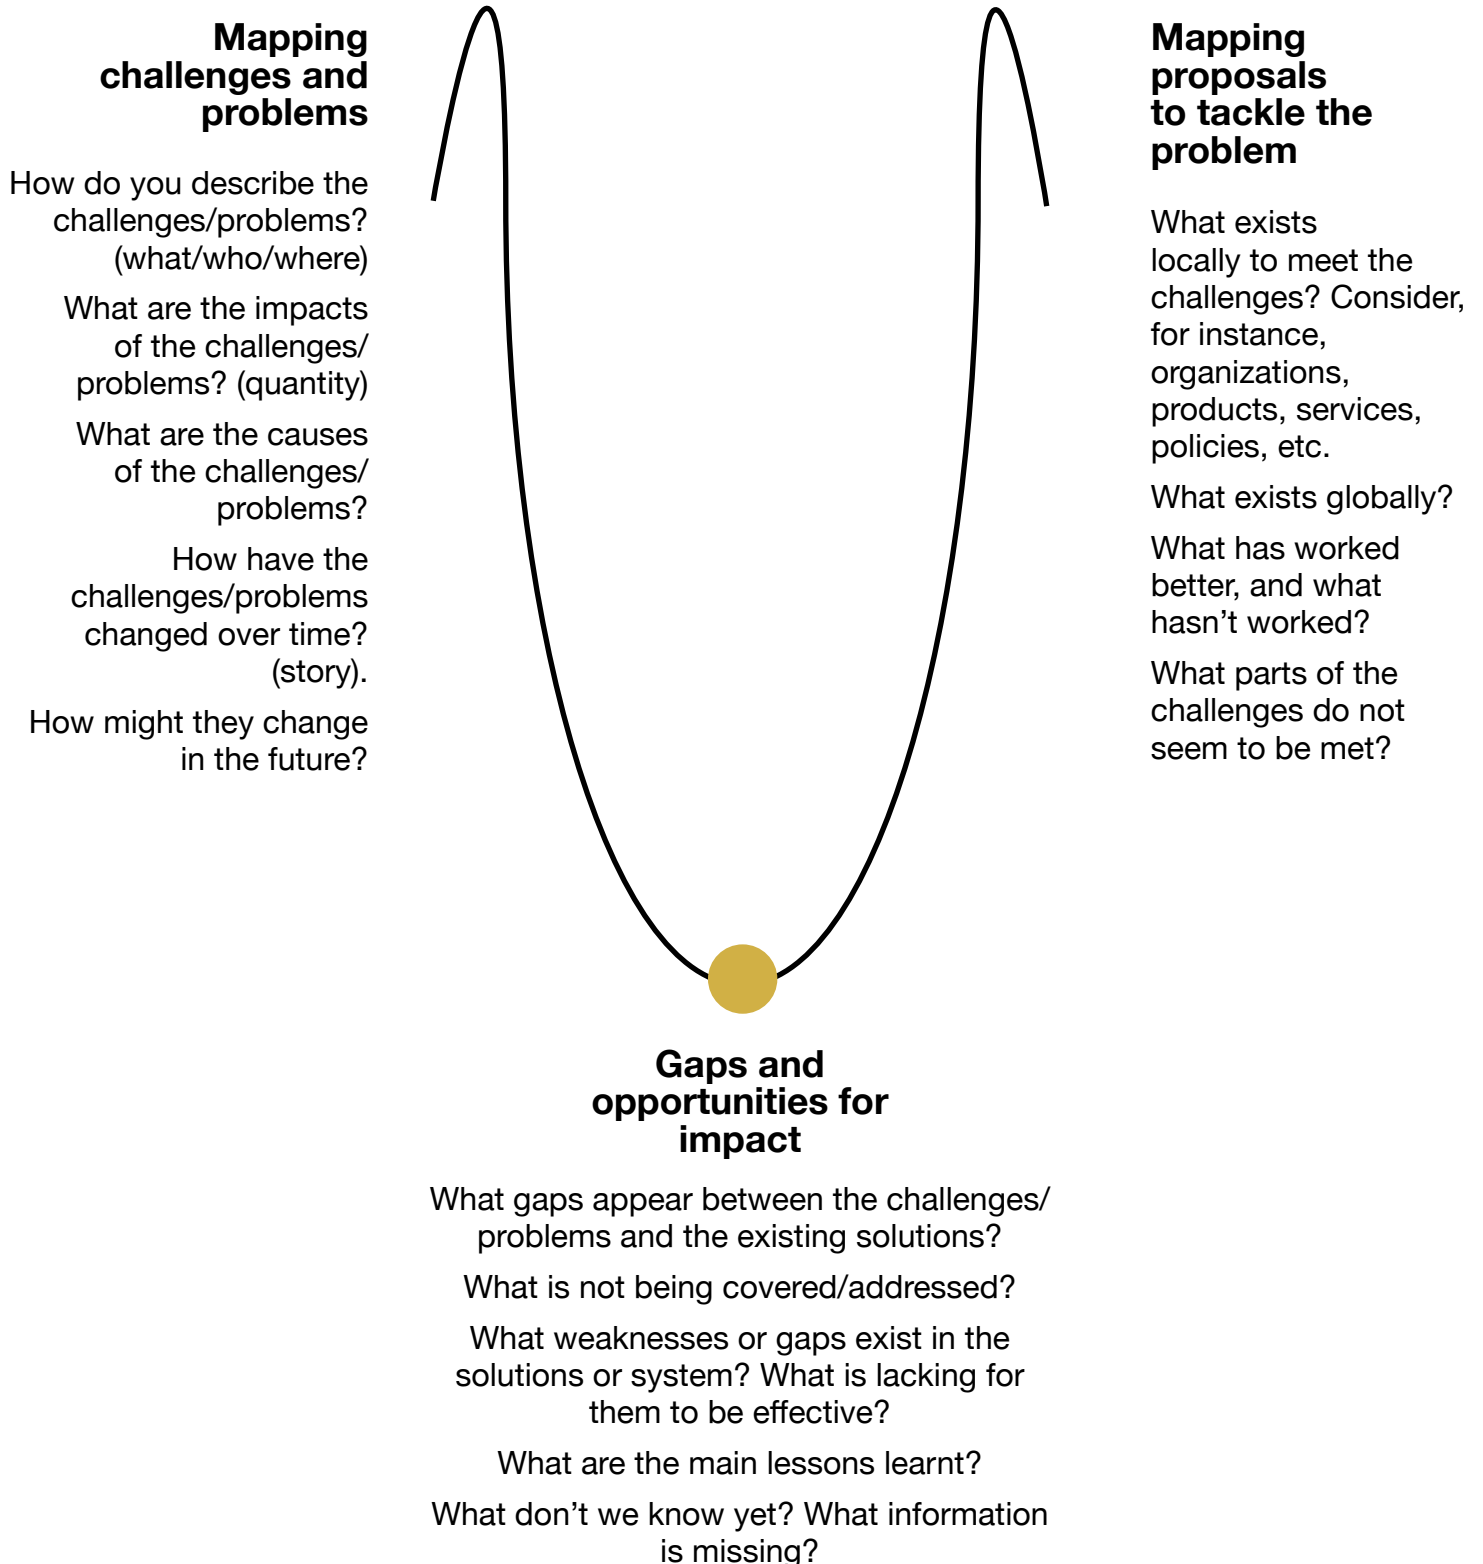 Mapping
challenges and
problems
How do you describe the
challenges/problems?
(what/who/where)
What are the impacts
of the challenges/
problems? (quantity)
What are the causes
of the challenges/
problems?
How have the
challenges/problems
changed over time?
(story).
How might they change
in the future?
Mapping
proposals
to tackle the
problem
What exists
locally to meet the
challenges? Consider,
for instance,
organizations,
products, services,
policies, etc.
What exists globally?
What has worked
better, and what
hasn’t worked?
What parts of the
challenges do not
seem to be met?
Gaps and
opportunities for
impact
What gaps appear between the challenges/
problems and the existing solutions?
What is not being covered/addressed?
What weaknesses or gaps exist in the
solutions or system? What is lacking for
them to be effective?
What are the main lessons learnt?
What don’t we know yet? What information
is missing?